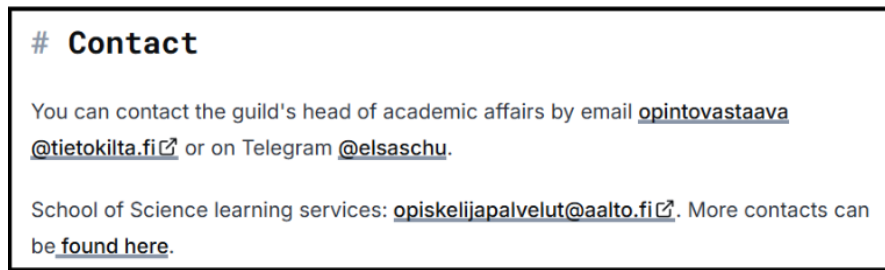 # Contact
You can contact the guild's head of academic affairs by email opintovastaava
@tietokilta.fi or on Telegram @elsaschu.
School of Science learning services: opiskelijapalvelut@aalto.fi. More contacts can
be found here.